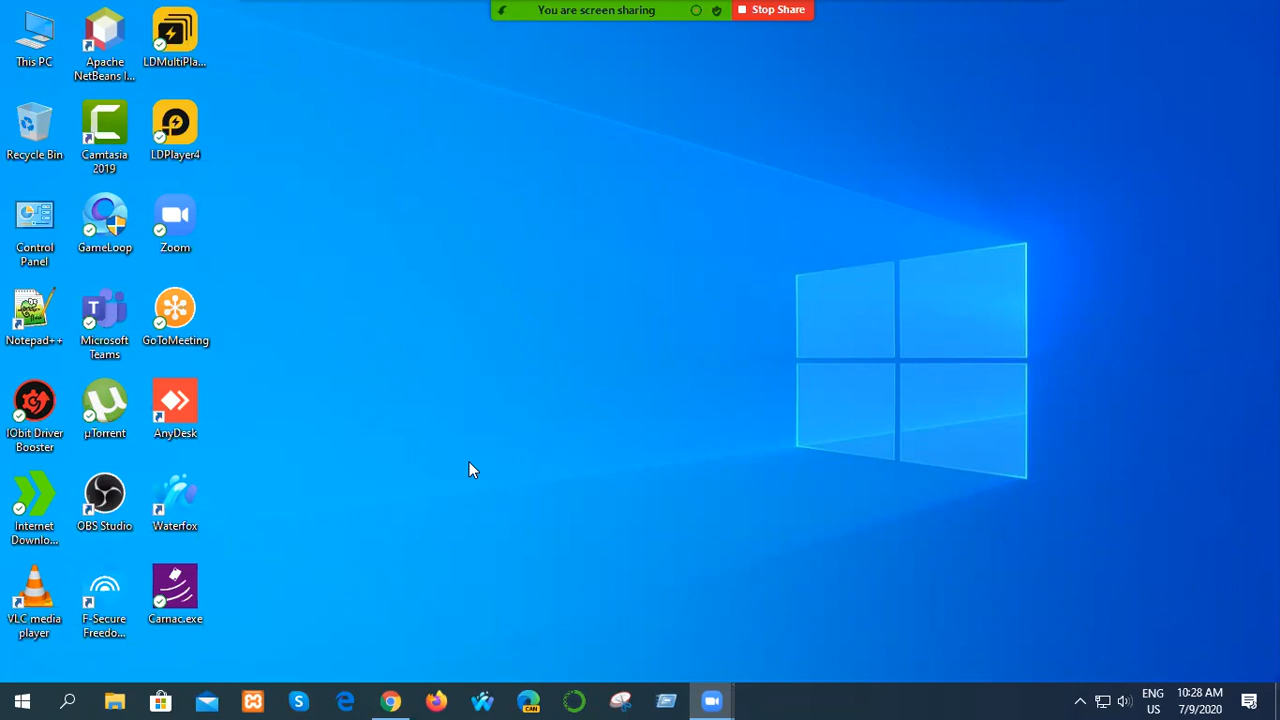 You are screen sharing
Stop Share
This PC
Apache
NetBeans I...
LDMultiPla...
Recycle Bin
Camtasia
2019
LDPlayer4
Control
Panel
GameLoop
Zoom
Notepad++
Microsoft
Teams
GoToMeeting
IObit Driver
Booster
µTorrent
AnyDesk
Internet
Downlo...
OBS Studio
Waterfox
VLC media
player
F-Secure
Freedo...
Carnac.exe
CAN
ENG
US
10:28 AM
7/9/2020